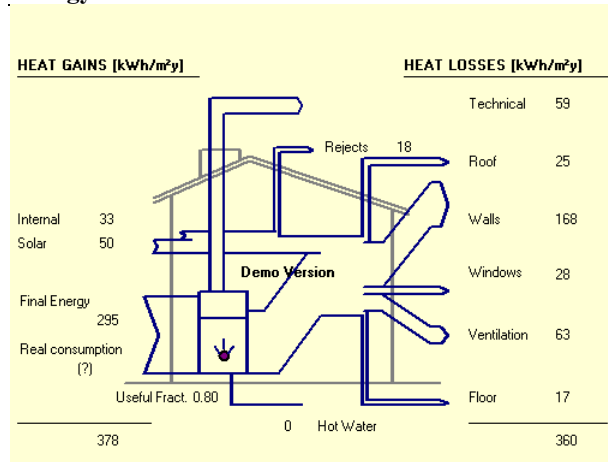 HEAT GAINS [kWh/m²y]
HEAT LOSSES [kWh/m²y]
Technical 59
Rejects 18
Roof 25
Internal 33
Walls 168
Solar 50
Demo Version
Windows 28
Final Energy
295
Real consumption
(?)
Ventilation 63
Useful Fract. 0.80
Floor 17
0 Hot Water
378
360